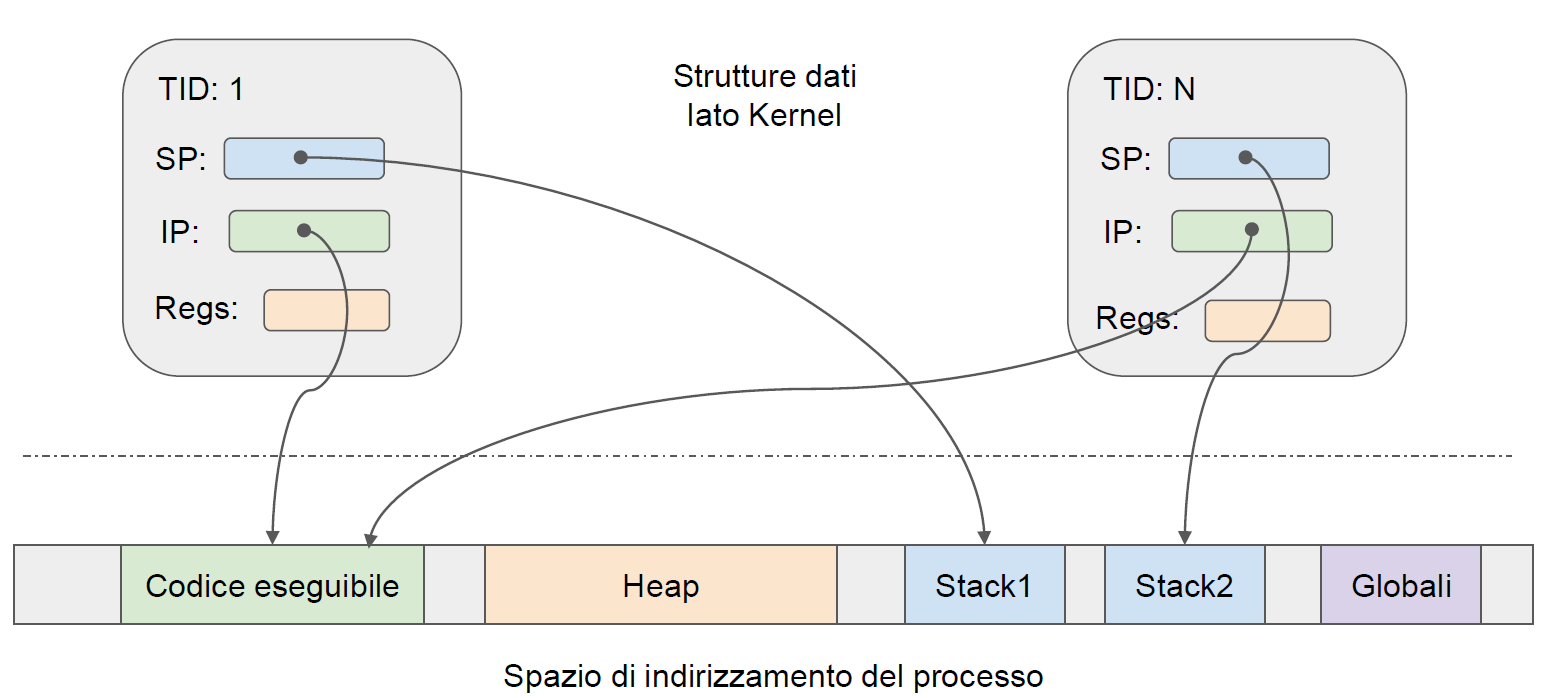 TID: 1
SP:
IP:
Regs:
Strutture dati
lato Kernel
TID: N
SP:
IP:
Regs:
Codice eseguibile
Heap
Stack1
Stack2
Globali
Spazio di indirizzamento del processo